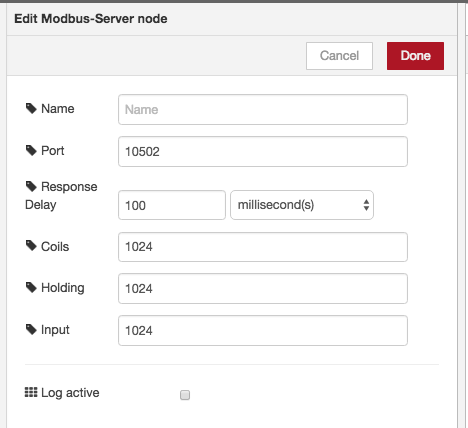 Edit Modbus-Server node
Cancel Done
Name Name
Port 10502
Response
Delay 100 millisecond(s)
Coils 1024
Holding 1024
Input 1024
Log active